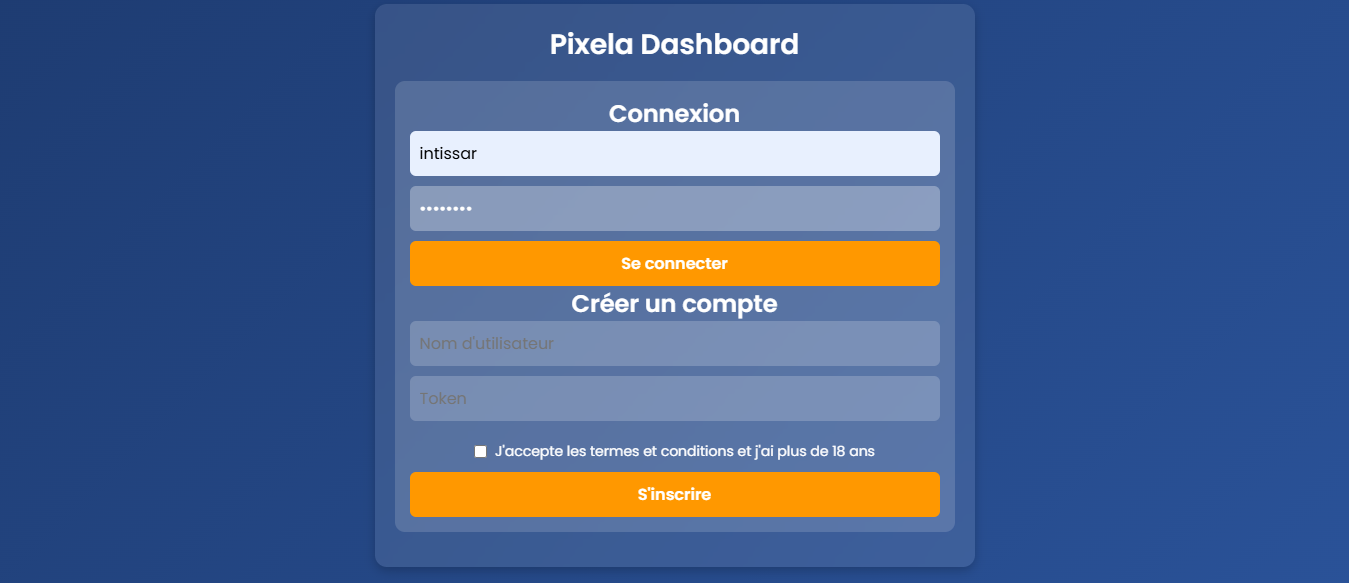 Pixela Dashboard
Connexion
intissar
••••••••
Se connecter
Créer un compte
Nom d'utilisateur
Token
J'accepte les termes et conditions et j'ai plus de 18 ans
S'inscrire